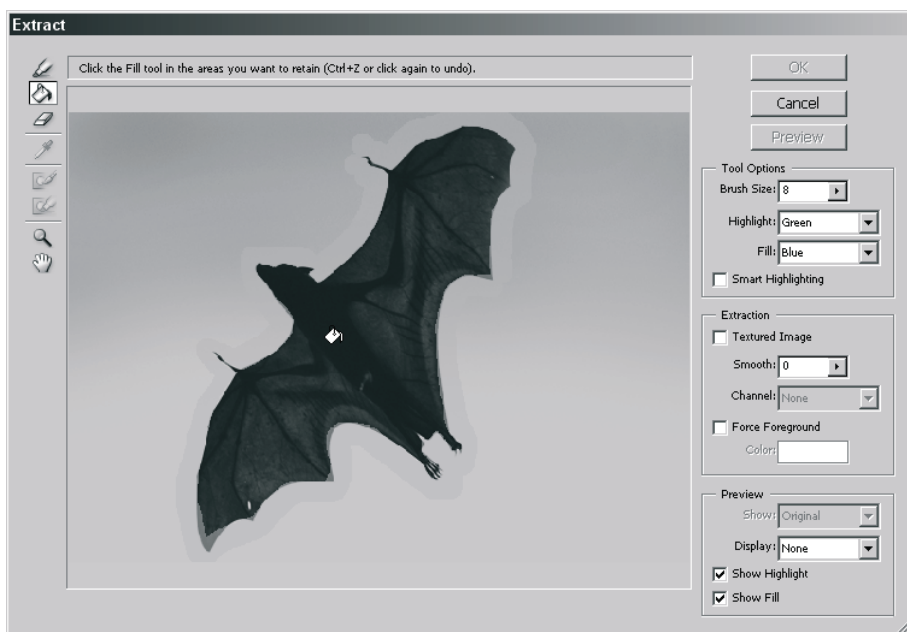 Extract
Click the Fill tool in the areas you want to retain (Ctrl+Z or click again to undo).
OK
Cancel
Preview
Tool Options
Brush Size: 8
Highlight: Green
Fill: Blue
Smart Highlighting
Extraction
Textured Image
Smooth: 0
Channel: None
Force Foreground
Color:
Preview
Show: Original
Display: None
Show Highlight
Show Fill